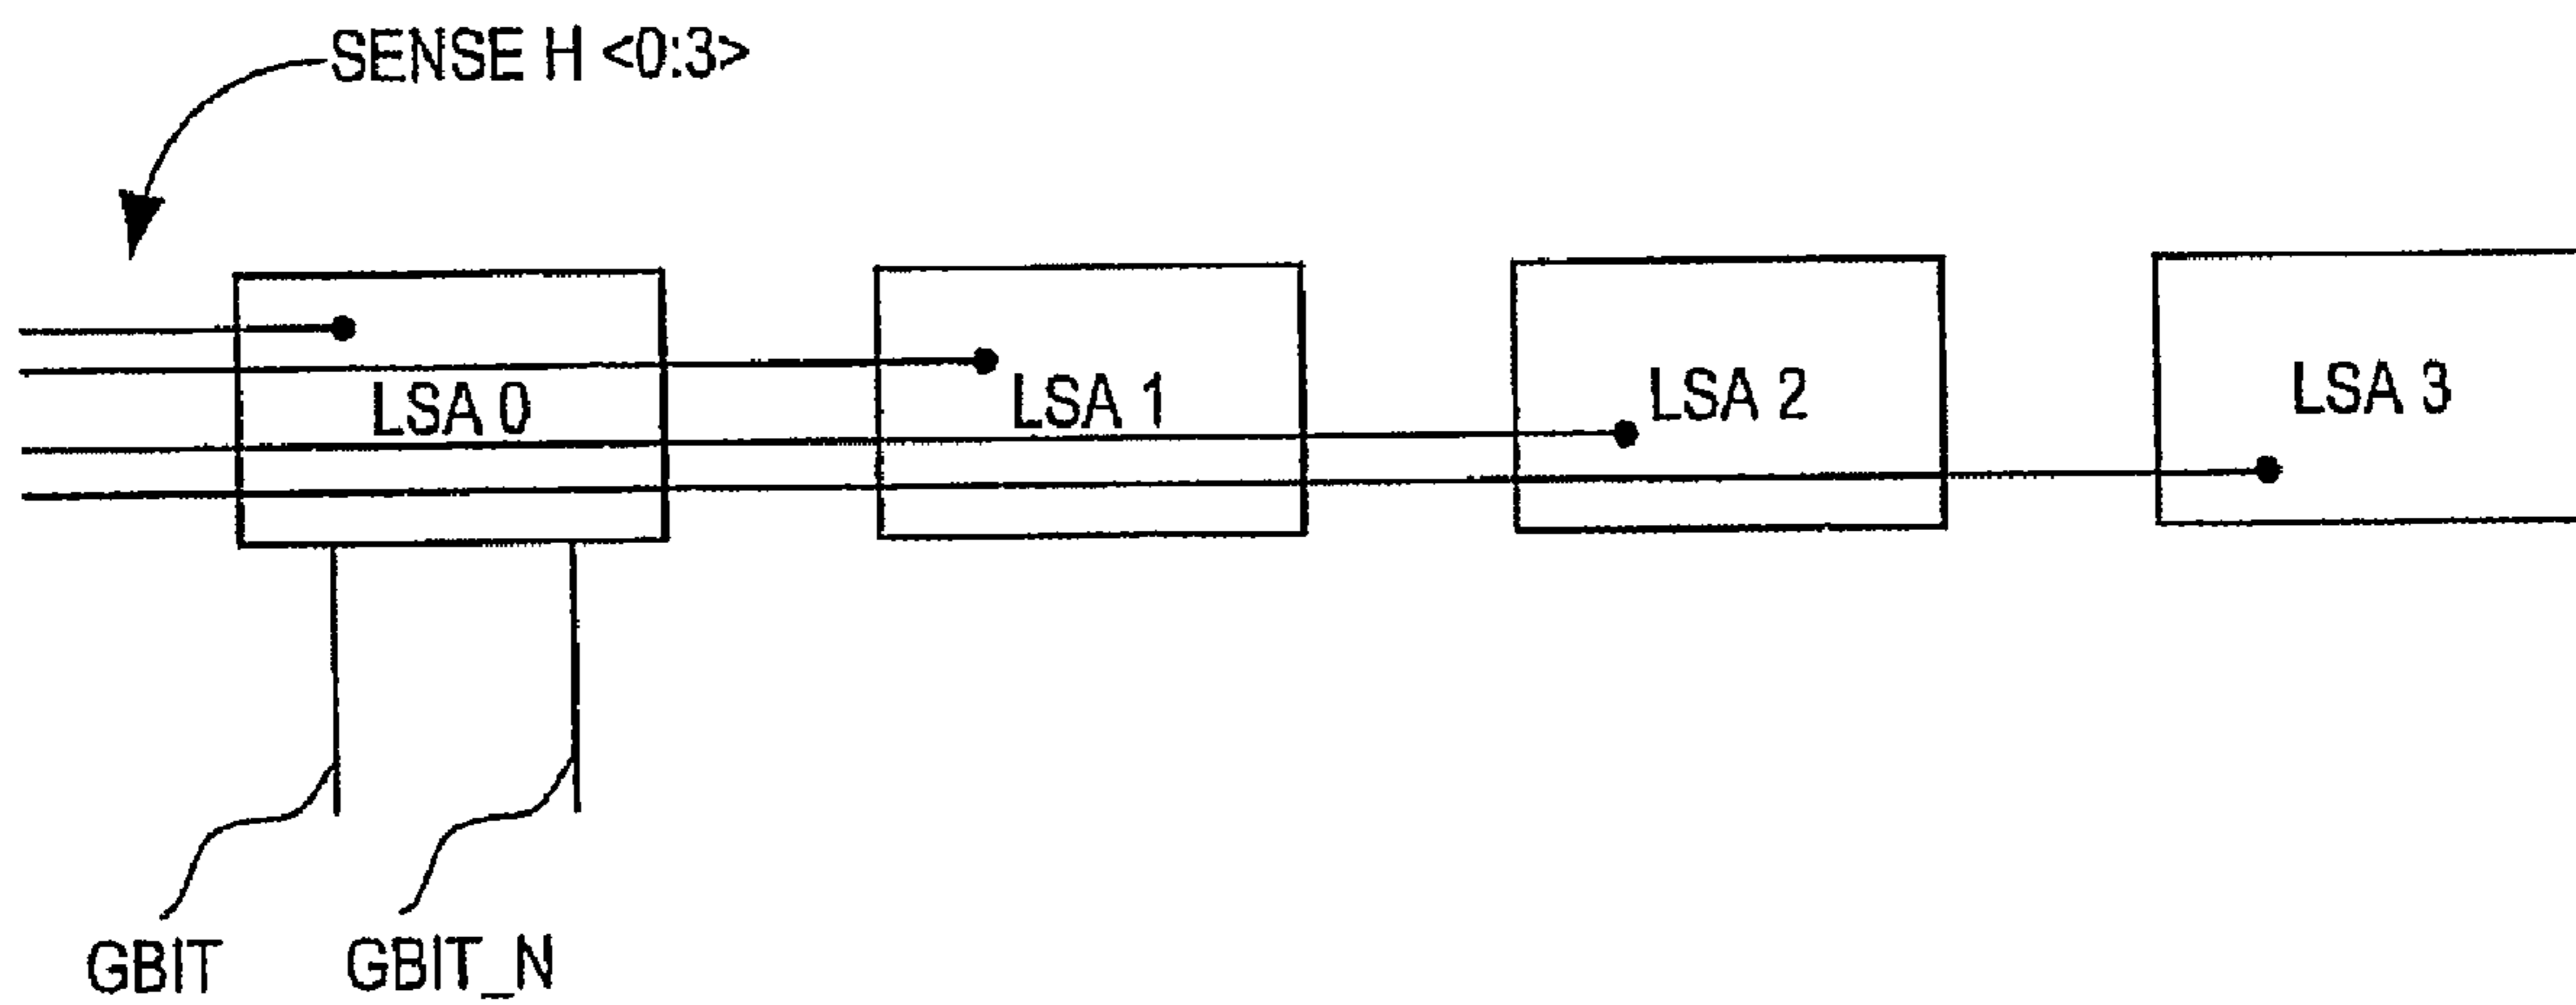 SENSE H <0:3>
LSA 0
LSA 1
LSA 2
LSA 3
GBIT
GBIT_N